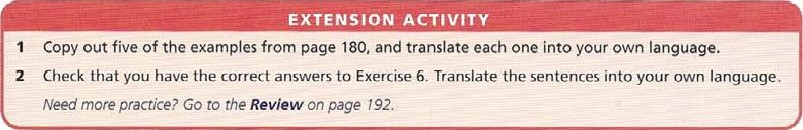 EXTENSION ACTIVITY
1 Copy out five of the examples from page 180, and translate each one into your own language.
2 Check that you have the correct answers to Exercise 6. Translate the sentences into your own language.
Need more practice? Go to the Review on page 192.